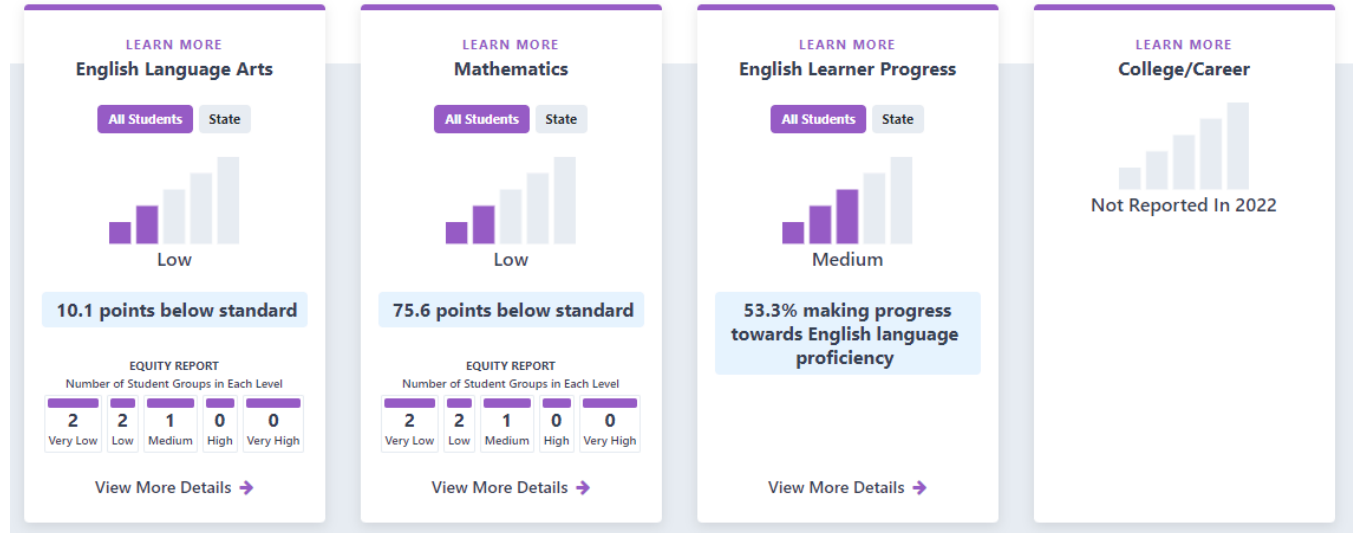 LEARN MORE
English Language Arts
All Students State
Low
10.1 points below standard
EQUITY REPORT
Number of Student Groups in Each Level
2 2 1 0 0
Very Low Low Medium High Very High
View More Details
LEARN MORE
Mathematics
All Students State
Low
75.6 points below standard
EQUITY REPORT
Number of Student Groups in Each Level
2 2 1 0 0
Very Low Low Medium High Very High
View More Details
LEARN MORE
English Learner Progress
All Students State
Medium
53.3% making progress
towards English language
proficiency
View More Details
LEARN MORE
College/Career
Not Reported In 2022